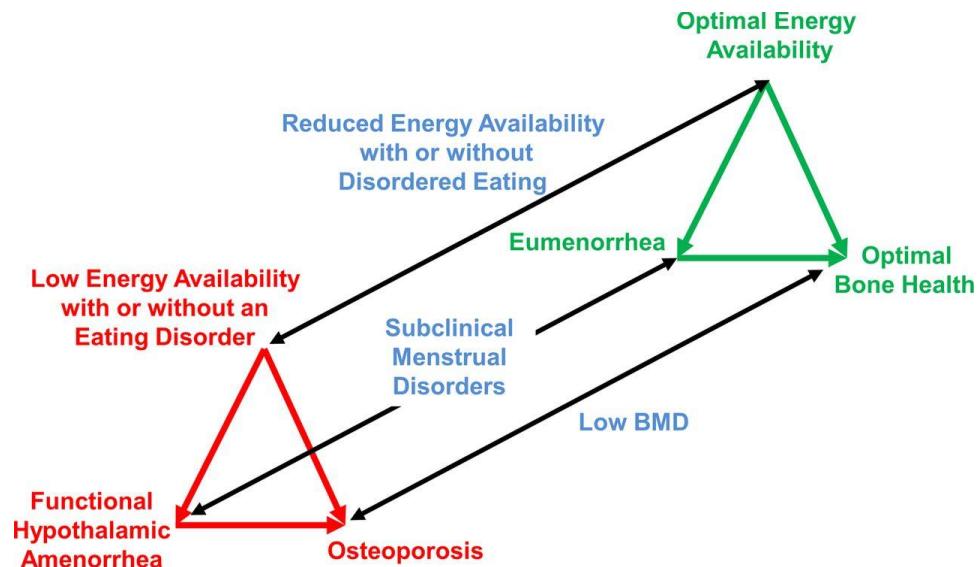 Optimal Energy
Availability
Reduced Energy Availability
with or without
Disordered Eating
Eumenorrhea
Optimal
Bone Health
Low Energy Availability
with or without an
Eating Disorder
Subclinical
Menstrual
Disorders
Low BMD
Functional
Hypothalamic
Amenorrhea
Osteoporosis